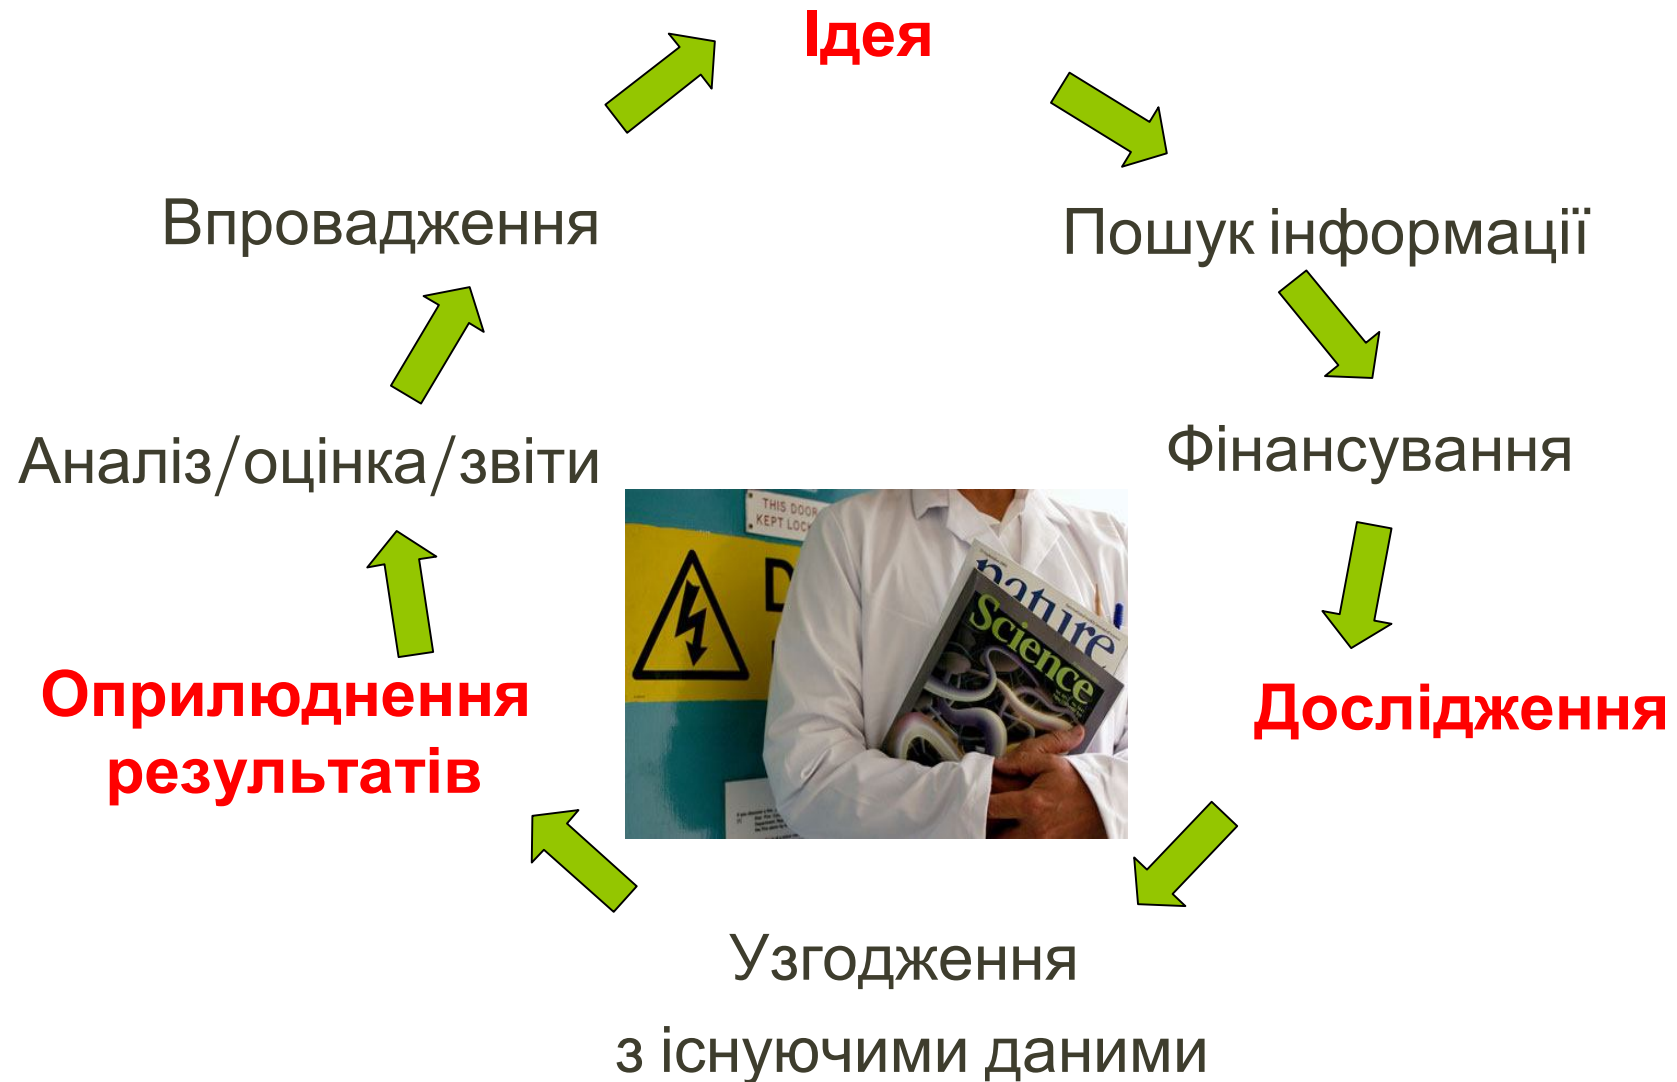 Ідея
Пошук інформації
Фінансування
Дослідження
Узгодження
з існуючими даними
Оприлюднення
результатів
Аналіз/оцінка/звіти
Впровадження
THIS DOOR
KEPT
D
nature
Science